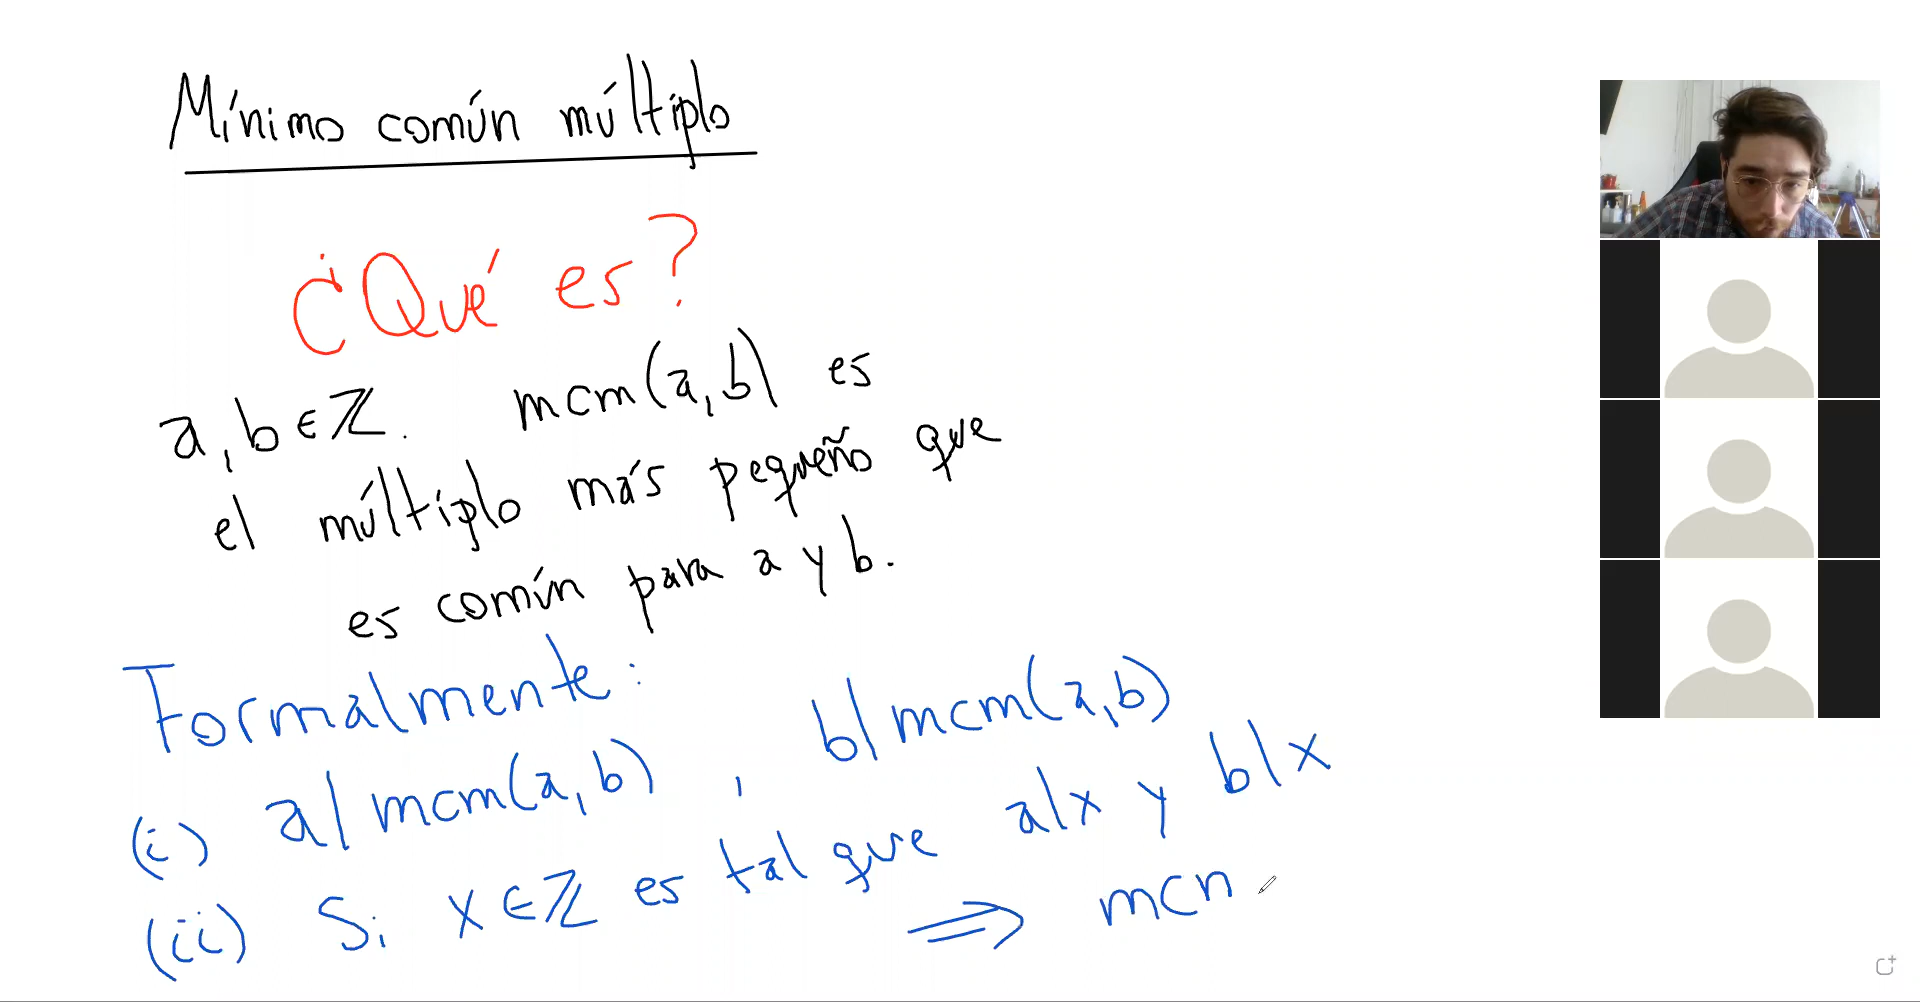 Mínimo común múltiplo
¿Qué es?
a, b ∈ ℤ. mcm(a, b) es
el múltiplo más pequeño que
es común para a y b.
Formalmente:
(i) a | mcm(a, b) , b | mcm(a, b)
(ii) Si x ∈ ℤ es tal que a | x y b | x
⟹ mcn